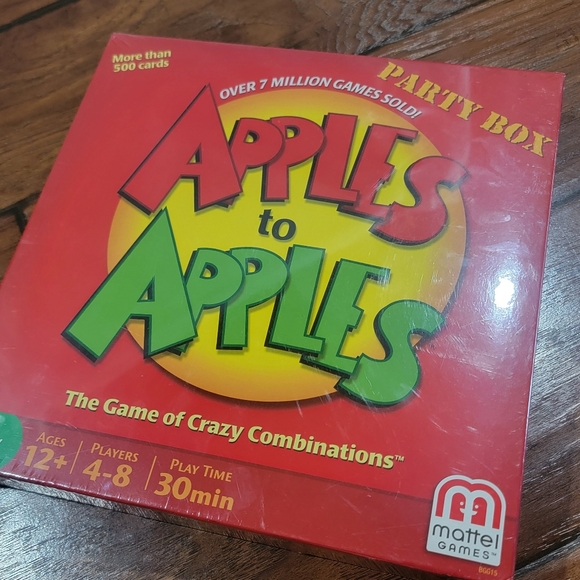 More than
500 cards
PARTY BOX
OVER 7 MILLION GAMES SOLD!
APPLES
to
APPLES
The Game of Crazy Combinations™
AGES
12+
PLAYERS
4-8
PLAY TIME
30min
mattel
GAMES™
BGG15